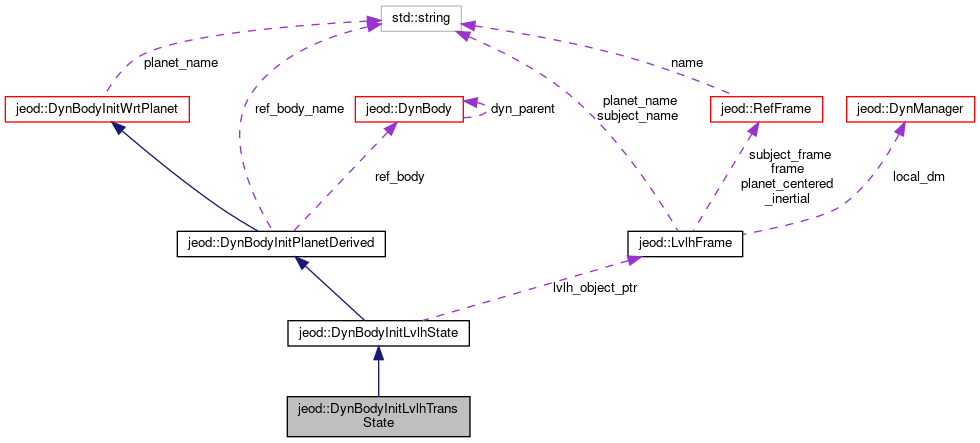 std::string
planet_name
name
jeod::DynBodyInitWrtPlanet
ref_body_name
jeod::DynBody
dyn_parent
planet_name
subject_name
jeod::RefFrame
jeod::DynManager
ref_body
subject_frame
frame
planet_centered
_inertial
local_dm
jeod::DynBodyInitPlanetDerived
jeod::LvlhFrame
lvlh_object_ptr
jeod::DynBodyInitLvlhState
jeod::DynBodyInitLvlhTrans
State